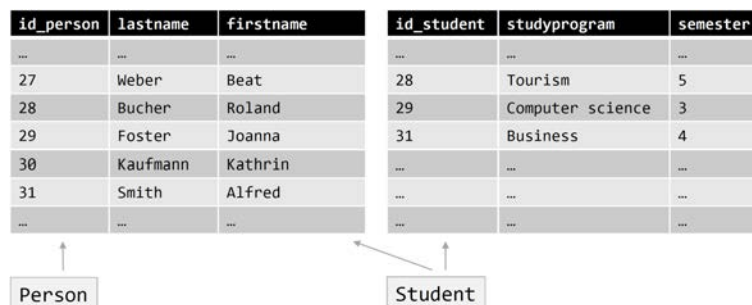 id_person lastname firstname
… … …
27 Weber Beat
28 Bucher Roland
29 Foster Joanna
30 Kaufmann Kathrin
31 Smith Alfred
… … …
id_student studyprogram semester
… … …
28 Tourism 5
29 Computer science 3
31 Business 4
… … …
… … …
… … …
Person
Student